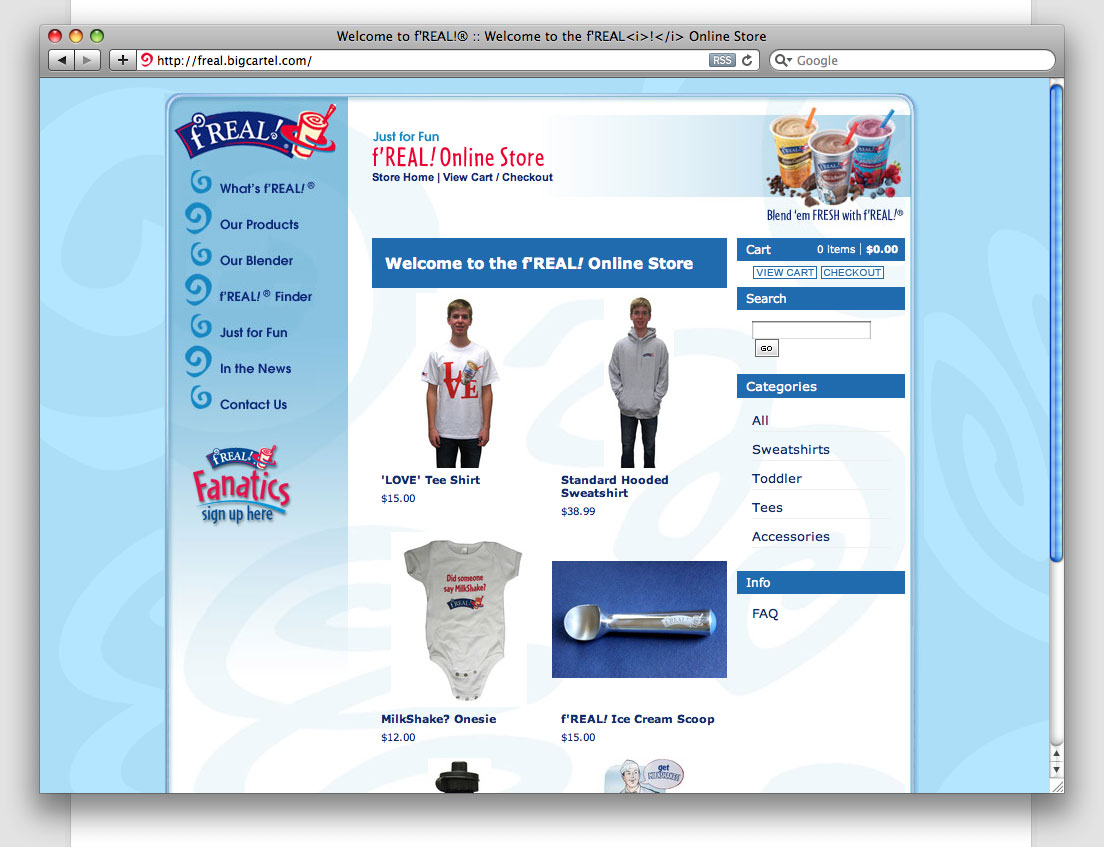 Welcome to f'REAL!® :: Welcome to the f'REAL<i>!</i> Online Store
http://freal.bigcartel.com/
RSS
Google
f'REAL!
Just for Fun
f'REAL! Online Store
Store Home | View Cart / Checkout
Blend 'em FRESH with f'REAL!®
What's f'REAL!®
Our Products
Our Blender
f'REAL!® Finder
Just for Fun
In the News
Contact Us
f'REAL!
Fanatics
sign up here
Welcome to the f'REAL! Online Store
LOVE
'LOVE' Tee Shirt
$15.00
Standard Hooded
Sweatshirt
$38.99
Did someone
say MilkShake?
f'REAL!
MilkShake? Onesie
$12.00
f'REAL!
f'REAL! Ice Cream Scoop
$15.00
get
MILKSHAKE?
Cart
0 Items | $0.00
VIEW CART CHECKOUT
Search
GO
Categories
All
Sweatshirts
Toddler
Tees
Accessories
Info
FAQ